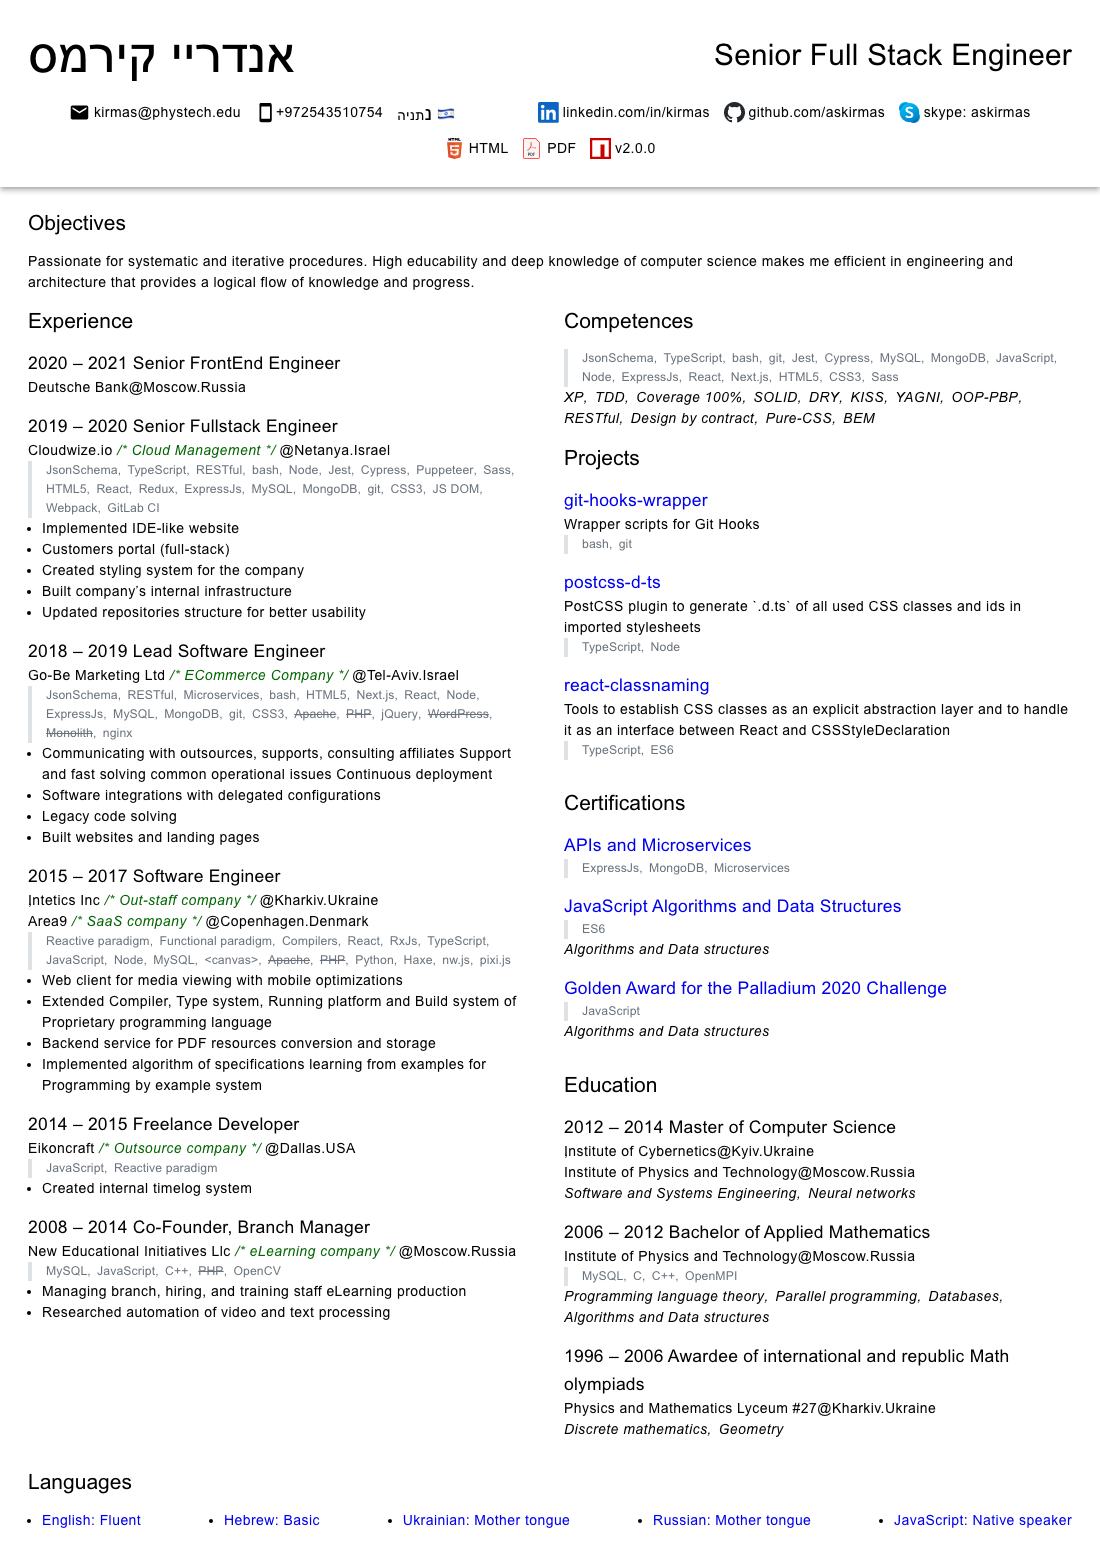 אנדריי קירמס
Senior Full Stack Engineer
kirmas@phystech.edu +972543510754 נתניה 🇮🇱 linkedin.com/in/kirmas github.com/askirmas skype: askirmas
HTML PDF v2.0.0
Objectives
Passionate for systematic and iterative procedures. High educability and deep knowledge of computer science makes me efficient in engineering and
architecture that provides a logical flow of knowledge and progress.
Experience
2020 – 2021 Senior FrontEnd Engineer
Deutsche Bank@Moscow.Russia
2019 – 2020 Senior Fullstack Engineer
Cloudwize.io /* Cloud Management */ @Netanya.Israel
JsonSchema, TypeScript, RESTful, bash, Node, Jest, Cypress, Puppeteer, Sass,
HTML5, React, Redux, ExpressJs, MySQL, MongoDB, git, CSS3, JS DOM,
Webpack, GitLab CI
• Implemented IDE-like website
• Customers portal (full-stack)
• Created styling system for the company
• Built company's internal infrastructure
• Updated repositories structure for better usability
2018 – 2019 Lead Software Engineer
Go-Be Marketing Ltd /* ECommerce Company */ @Tel-Aviv.Israel
JsonSchema, RESTful, Microservices, bash, HTML5, Next.js, React, Node,
ExpressJs, MySQL, MongoDB, git, CSS3, Apache, PHP, jQuery, WordPress,
Monolith, nginx
• Communicating with outsources, supports, consulting affiliates Support
and fast solving common operational issues Continuous deployment
• Software integrations with delegated configurations
• Legacy code solving
• Built websites and landing pages
2015 – 2017 Software Engineer
Intetics Inc /* Out-staff company */ @Kharkiv.Ukraine
Area9 /* SaaS company */ @Copenhagen.Denmark
Reactive paradigm, Functional paradigm, Compilers, React, RxJs, TypeScript,
JavaScript, Node, MySQL, <canvas>, Apache, PHP, Python, Haxe, nw.js, pixi.js
• Web client for media viewing with mobile optimizations
• Extended Compiler, Type system, Running platform and Build system of
Proprietary programming language
• Backend service for PDF resources conversion and storage
• Implemented algorithm of specifications learning from examples for
Programming by example system
2014 – 2015 Freelance Developer
Eikoncraft /* Outsource company */ @Dallas.USA
JavaScript, Reactive paradigm
• Created internal timelog system
2008 – 2014 Co-Founder, Branch Manager
New Educational Initiatives Llc /* eLearning company */ @Moscow.Russia
MySQL, JavaScript, C++, PHP, OpenCV
• Managing branch, hiring, and training staff eLearning production
• Researched automation of video and text processing
Competences
JsonSchema, TypeScript, bash, git, Jest, Cypress, MySQL, MongoDB, JavaScript,
Node, ExpressJs, React, Next.js, HTML5, CSS3, Sass
XP, TDD, Coverage 100%, SOLID, DRY, KISS, YAGNI, OOP-PBP,
RESTful, Design by contract, Pure-CSS, BEM
Projects
git-hooks-wrapper
Wrapper scripts for Git Hooks
bash, git
postcss-d-ts
PostCSS plugin to generate `.d.ts` of all used CSS classes and ids in
imported stylesheets
TypeScript, Node
react-classnaming
Tools to establish CSS classes as an explicit abstraction layer and to handle
it as an interface between React and CSSStyleDeclaration
TypeScript, ES6
Certifications
APIs and Microservices
ExpressJs, MongoDB, Microservices
JavaScript Algorithms and Data Structures
ES6
Algorithms and Data structures
Golden Award for the Palladium 2020 Challenge
JavaScript
Algorithms and Data structures
Education
2012 – 2014 Master of Computer Science
Institute of Cybernetics@Kyiv.Ukraine
Institute of Physics and Technology@Moscow.Russia
Software and Systems Engineering, Neural networks
2006 – 2012 Bachelor of Applied Mathematics
Institute of Physics and Technology@Moscow.Russia
MySQL, C, C++, OpenMPI
Programming language theory, Parallel programming, Databases,
Algorithms and Data structures
1996 – 2006 Awardee of international and republic Math
olympiads
Physics and Mathematics Lyceum #27@Kharkiv.Ukraine
Discrete mathematics, Geometry
Languages
• English: Fluent • Hebrew: Basic • Ukrainian: Mother tongue • Russian: Mother tongue • JavaScript: Native speaker